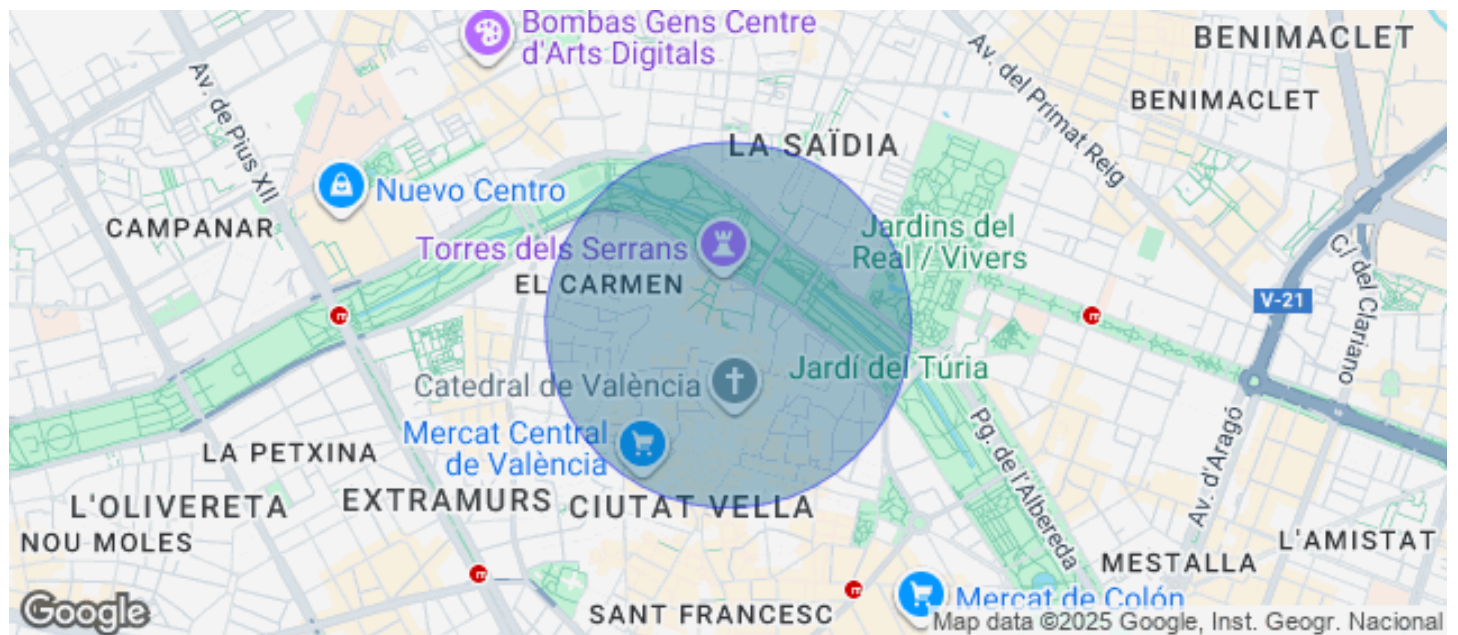 Bombas Gens Centre
d'Arts Digitals
BENIMACLET
Av. del Primat Reig
Av. de Pius XII
BENIMACLET
LA SAÏDIA
Nuevo Centro
CAMPANAR
Torres dels Serrans
Jardins del
Real / Vivers
EL CARMEN
V-21
C/ del Clariano
Catedral de València
Jardí del Túria
Mercat Central
de València
Pg. de l'Albereda
Av. d'Aragó
LA PETXINA
L'OLIVERETA
EXTRAMURS
CIUTAT VELLA
NOU MOLES
L'AMISTAT
MESTALLA
Mercat de Colón
SANT FRANCESC
Google
Map data ©2025 Google, Inst. Geogr. Nacional